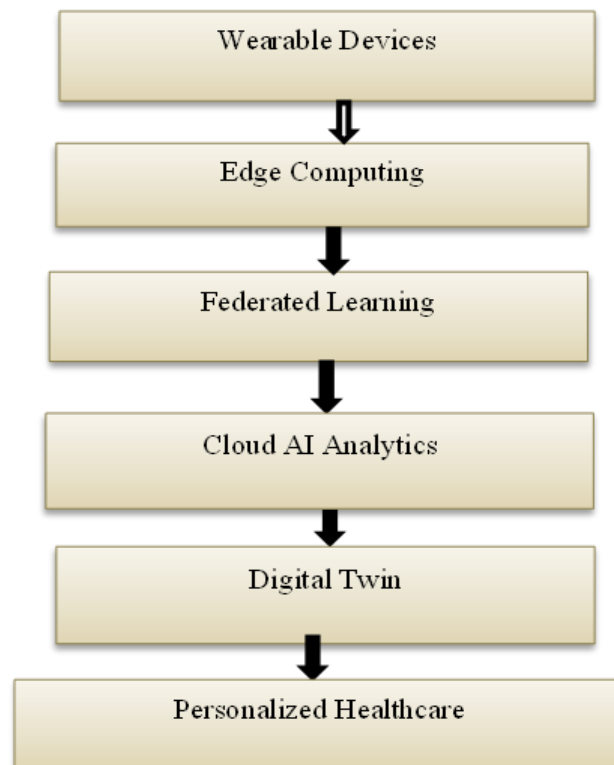 Wearable Devices
Edge Computing
Federated Learning
Cloud AI Analytics
Digital Twin
Personalized Healthcare